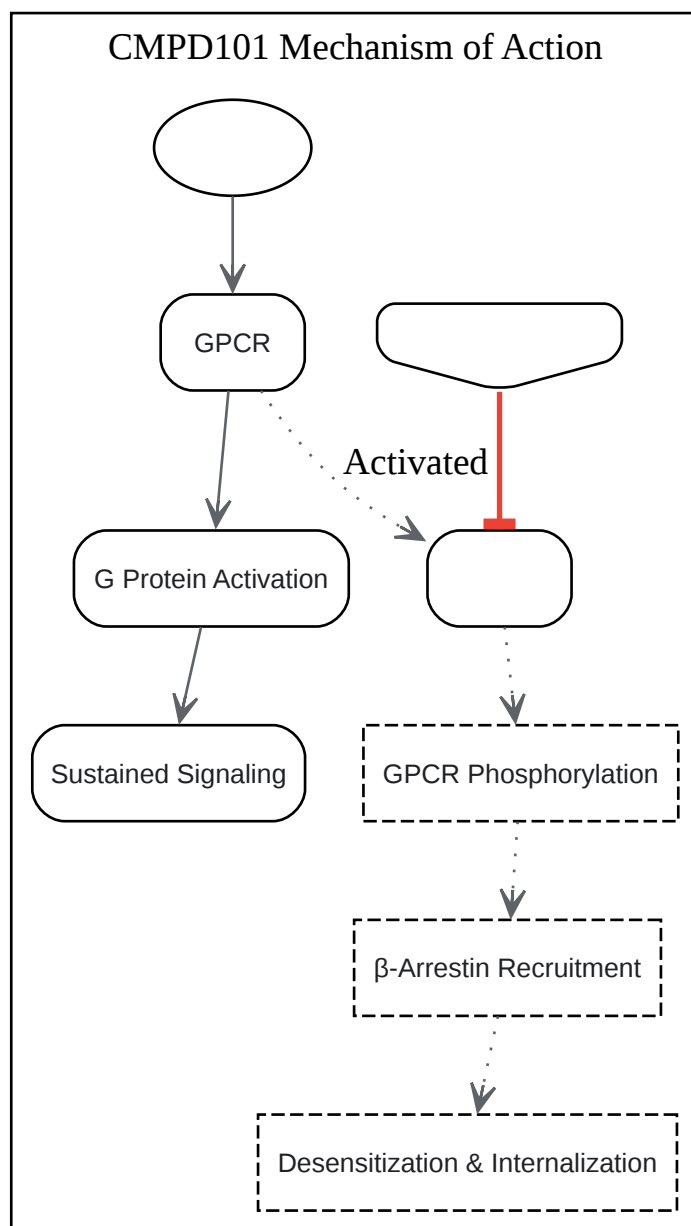 CMPD101 Mechanism of Action
GPCR
Activated
G Protein Activation
Sustained Signaling
GPCR Phosphorylation
β-Arrestin Recruitment
Desensitization & Internalization